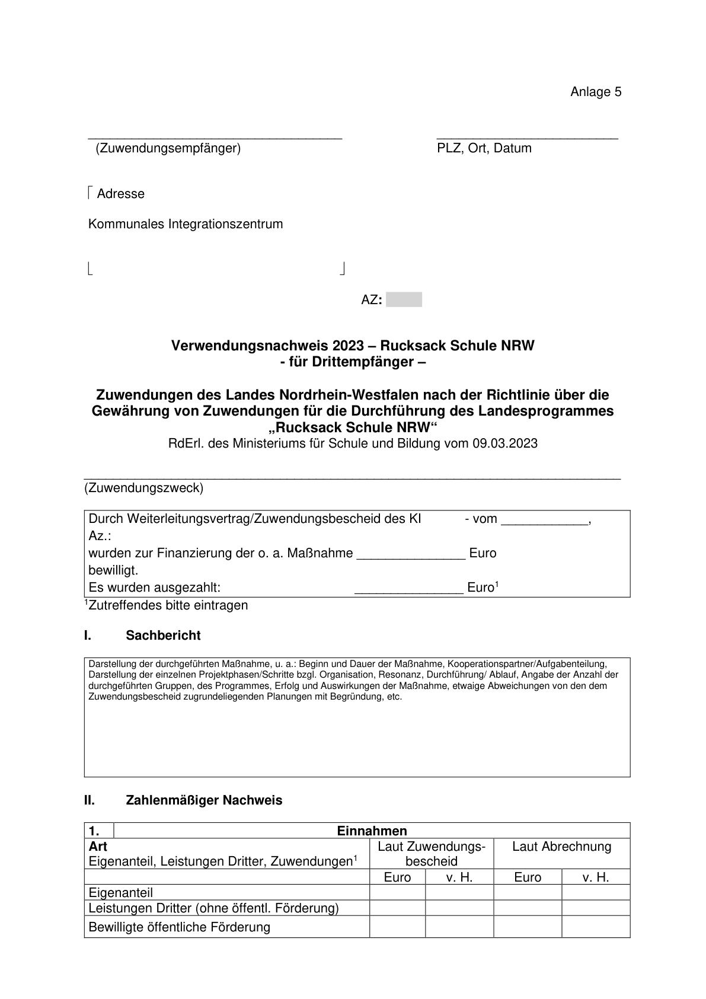 Anlage 5
___________________________________ _________________________
(Zuwendungsempfänger) PLZ, Ort, Datum
Adresse
Kommunales Integrationszentrum
AZ:
Verwendungsnachweis 2023 – Rucksack Schule NRW
- für Drittempfänger –
Zuwendungen des Landes Nordrhein-Westfalen nach der Richtlinie über die
Gewährung von Zuwendungen für die Durchführung des Landesprogrammes
„Rucksack Schule NRW“
RdErl. des Ministeriums für Schule und Bildung vom 09.03.2023
__________________________________________________________________________
(Zuwendungszweck)
Durch Weiterleitungsvertrag/Zuwendungsbescheid des KI - vom ____________,
Az.:
wurden zur Finanzierung der o. a. Maßnahme _______________ Euro
bewilligt.
Es wurden ausgezahlt: _______________ Euro¹
¹Zutreffendes bitte eintragen
I. Sachbericht
Darstellung der durchgeführten Maßnahme, u. a.: Beginn und Dauer der Maßnahme, Kooperationspartner/Aufgabenteilung,
Darstellung der einzelnen Projektphasen/Schritte bzgl. Organisation, Resonanz, Durchführung/ Ablauf, Angabe der Anzahl der
durchgeführten Gruppen, des Programmes, Erfolg und Auswirkungen der Maßnahme, etwaige Abweichungen von den dem
Zuwendungsbescheid zugrundeliegenden Planungen mit Begründung, etc.
II. Zahlenmäßiger Nachweis
1. Einnahmen
Art Laut Zuwendungs- Laut Abrechnung
Eigenanteil, Leistungen Dritter, Zuwendungen¹ bescheid
Euro v. H. Euro v. H.
Eigenanteil
Leistungen Dritter (ohne öffentl. Förderung)
Bewilligte öffentliche Förderung